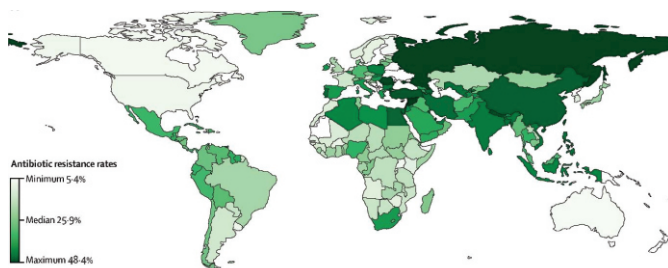 Antibiotic resistance rates
Minimum 5·4%
Median 25·9%
Maximum 48·4%